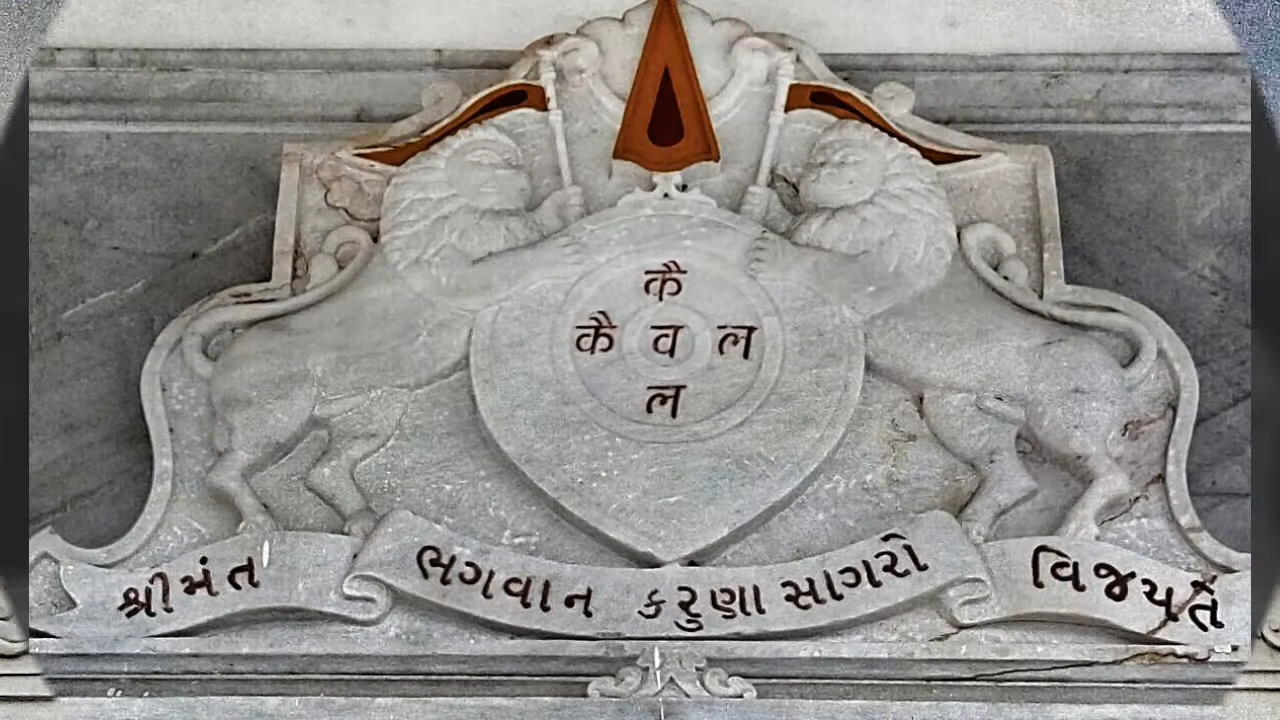 कै
कै व ल
ल
શ્રીમંત ભગવાન કરુણા સાગરો વિજયતે